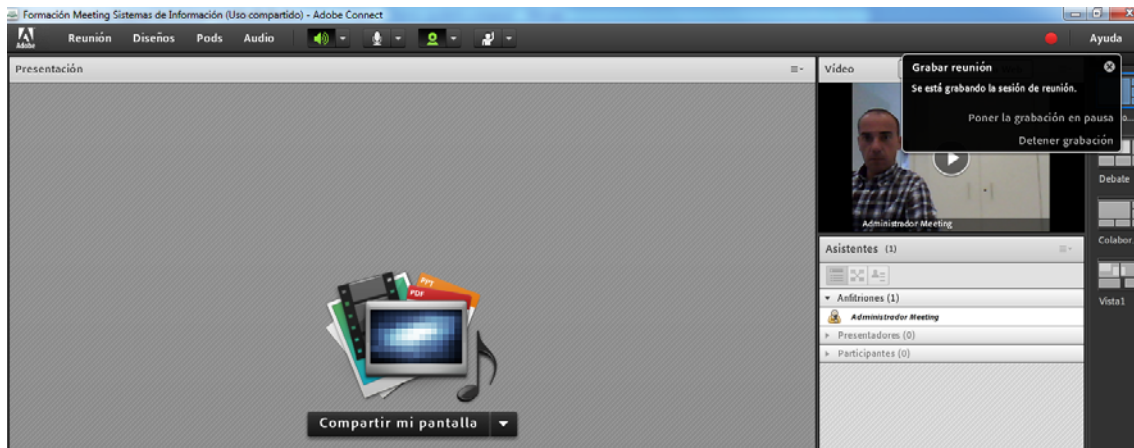 Formación Meeting Sistemas de Información (Uso compartido) - Adobe Connect
Adobe Reunión Diseños Pods Audio Ayuda
Presentación
Vídeo
Grabar reunión
Se está grabando la sesión de reunión.
Poner la grabación en pausa
Detener grabación
Administrador Meeting
Debate
Colabor.
Vista1
Asistentes (1)
Anfitriones (1)
Administrador Meeting
Presentadores (0)
Participantes (0)
PPT
PDF
Compartir mi pantalla